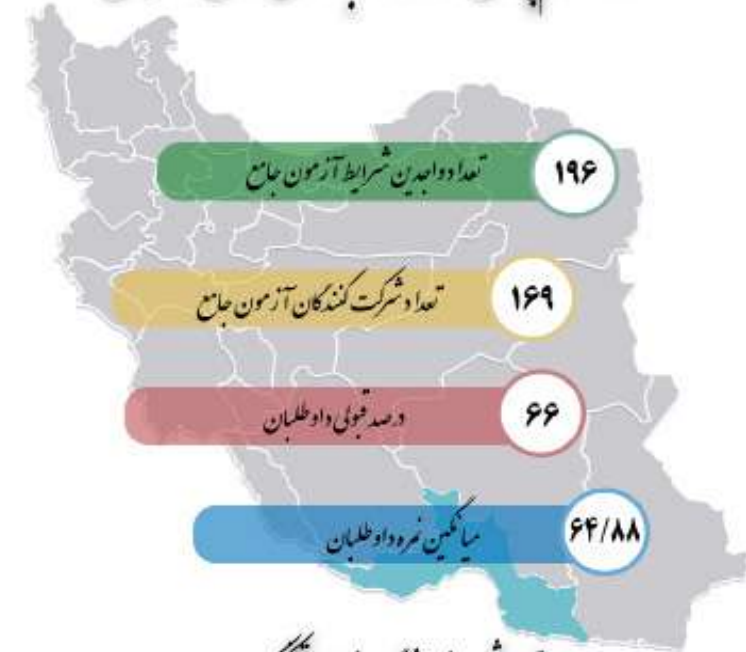 ۱۹۶ تعداد واجدین شرایط آزمون جامع
۱۶۹ تعداد شرکت کنندگان آزمون جامع
۶۶ درصد قبولی داوطلبان
۶۴/۸۸ میانگین نمره داوطلبان